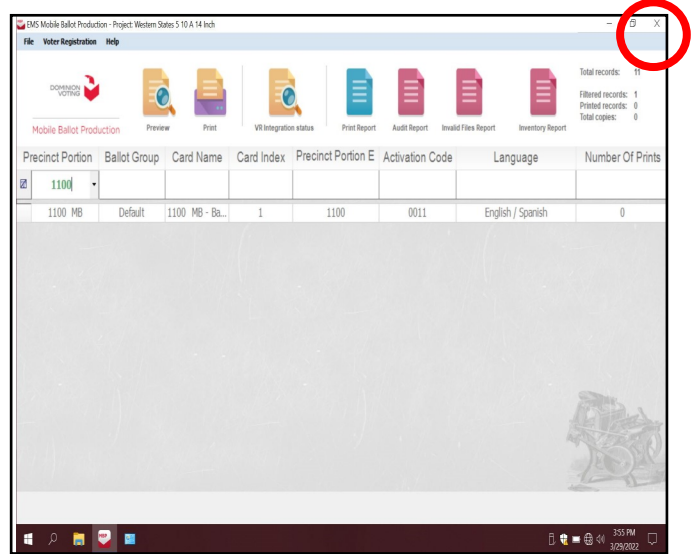 EMS Mobile Ballot Production - Project: Western States 5 10 A 14 Inch
File Voter Registration Help
DOMINION
VOTING
Mobile Ballot Production
Preview
Print
VR Integration status
Print Report
Audit Report
Invalid Files Report
Inventory Report
Total records: 11
Filtered records: 1
Printed records: 0
Total copies: 0
Precinct Portion Ballot Group Card Name Card Index Precinct Portion E Activation Code Language Number Of Prints
1100
1100 MB Default 1100 MB - Ba... 1 1100 0011 English / Spanish 0
MBP
3:55 PM
3/29/2022